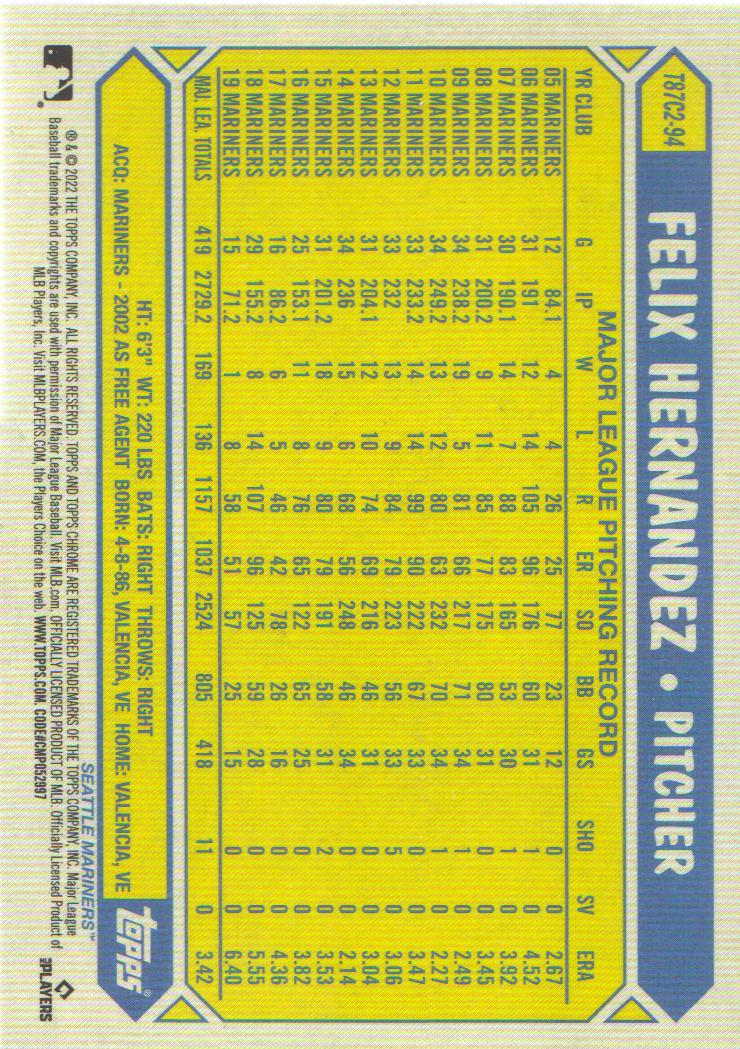 T87C2-94
FELIX HERNANDEZ • PITCHER
MAJOR LEAGUE PITCHING RECORD
YR CLUB G IP W L R ER SO BB GS SHO SV ERA
05 MARINERS 12 84.1 4 4 26 25 77 23 12 0 0 2.67
06 MARINERS 31 191 12 14 105 96 176 60 31 1 0 4.52
07 MARINERS 30 190.1 14 7 88 83 165 53 30 1 0 3.92
08 MARINERS 31 200.2 9 11 85 77 175 80 31 0 0 3.45
09 MARINERS 34 238.2 19 5 81 66 217 71 34 1 0 2.49
10 MARINERS 34 249.2 13 12 80 63 232 70 34 1 0 2.27
11 MARINERS 33 233.2 14 14 99 90 222 67 33 0 0 3.47
12 MARINERS 33 232 13 9 84 79 223 56 33 5 0 3.06
13 MARINERS 31 204.1 12 10 74 69 216 46 31 0 0 3.04
14 MARINERS 34 236 15 6 68 56 248 46 34 0 0 2.14
15 MARINERS 31 201.2 18 9 80 79 191 58 31 2 0 3.53
16 MARINERS 25 153.1 11 8 76 65 122 65 25 0 0 3.82
17 MARINERS 16 86.2 6 5 46 42 78 26 16 0 0 4.36
18 MARINERS 29 155.2 8 14 107 96 125 59 28 0 0 5.55
19 MARINERS 15 71.2 1 8 58 51 57 25 15 0 0 6.40
MAJ. LEA. TOTALS 419 2729.2 169 136 1157 1037 2524 805 418 11 0 3.42
HT: 6'3" WT: 220 LBS BATS: RIGHT THROWS: RIGHT
ACQ: MARINERS - 2002 AS FREE AGENT BORN: 4-8-86, VALENCIA, VE HOME: VALENCIA, VE
topps®
SEATTLE MARINERS™
® & © 2022 THE TOPPS COMPANY, INC. ALL RIGHTS RESERVED. TOPPS AND TOPPS CHROME ARE REGISTERED TRADEMARKS OF THE TOPPS COMPANY, INC. Major League
Baseball trademarks and copyrights are used with permission of Major League Baseball. Visit MLB.com. OFFICIALLY LICENSED PRODUCT OF MLB. Officially Licensed Product of
MLB Players, Inc. Visit MLBPLAYERS.COM, the Players Choice on the web. WWW.TOPPS.COM. CODE#CMP052997
MLBPLAYERS